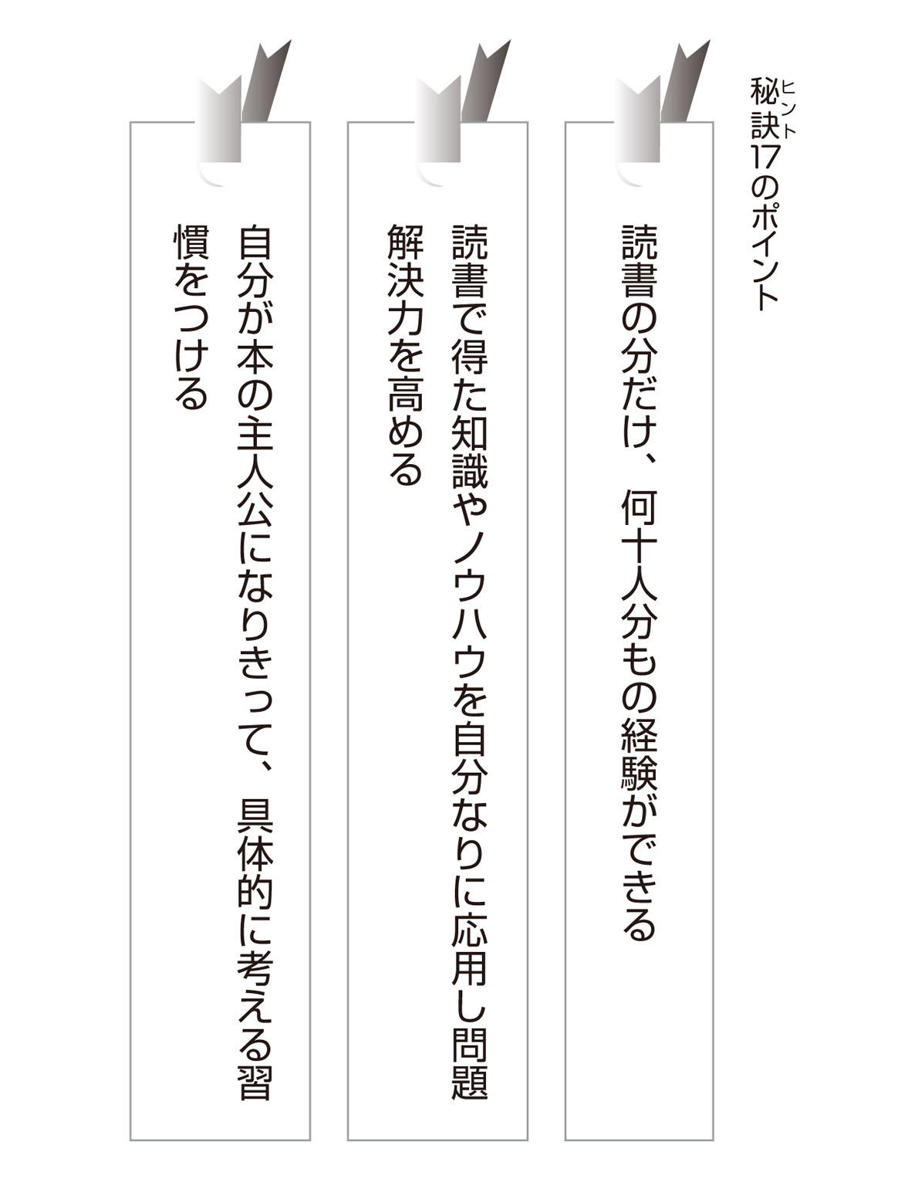 秘訣17のポイント
ヒント
読書の分だけ、何十人分もの経験ができる
読書で得た知識やノウハウを自分なりに応用し問題
解決力を高める
自分が本の主人公になりきって、具体的に考える習
慣をつける